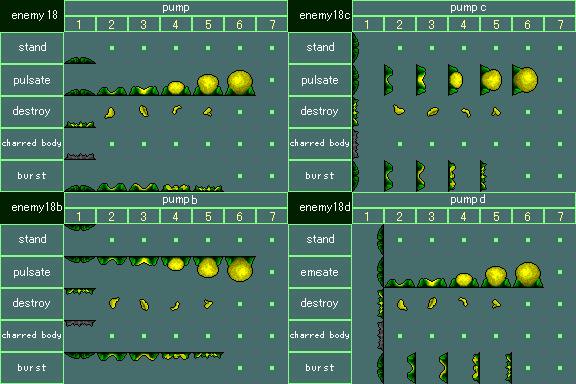 enemy 18 pump
1 2 3 4 5 6 7
stand
pulsate
destroy
charred body
burst
enemy18c pump c
1 2 3 4 5 6 7
stand
pulsate
destroy
charred body
burst
enemy18b pump b
1 2 3 4 5 6 7
stand
pulsate
destroy
charred body
burst
enemy18d pump d
1 2 3 4 5 6 7
stand
emeate
destroy
charred body
burst